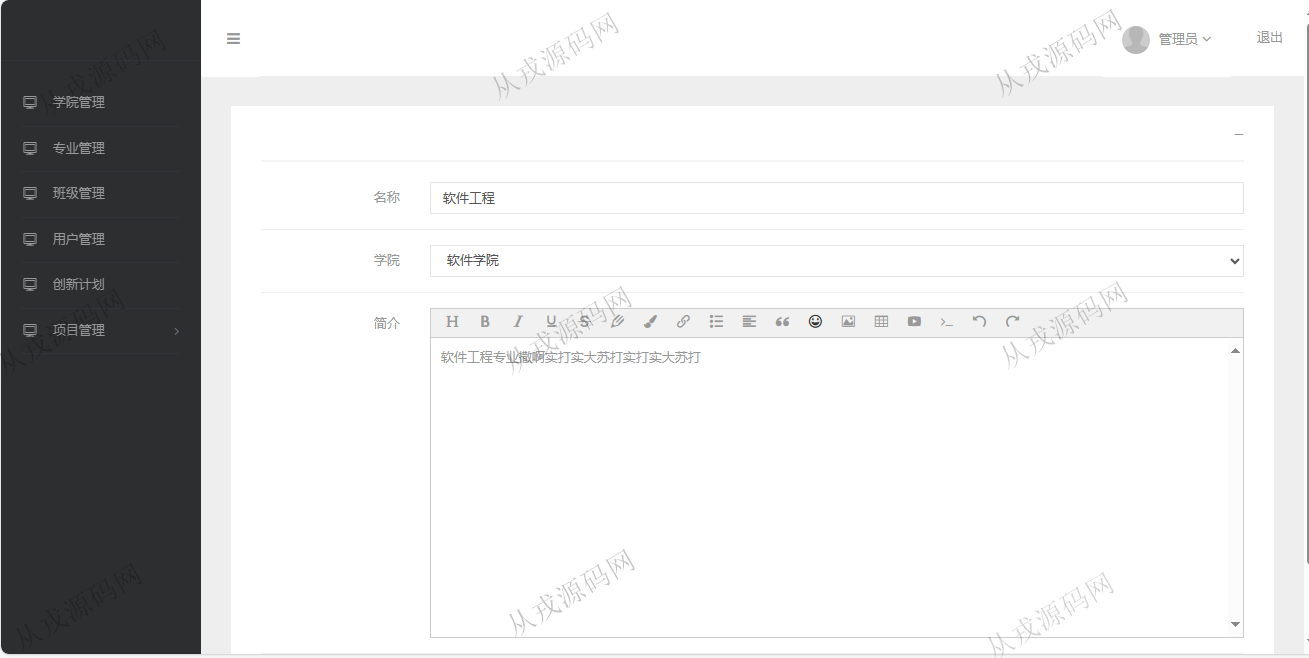 管理员
退出
学院管理
专业管理
班级管理
用户管理
创新计划
项目管理
名称
软件工程
学院
软件学院
简介
软件工程专业撒啊实打实大苏打实打实大苏打
从戎源码网
从戎源码网
从戎源码网
从戎源码网
从戎源码网
从戎源码网
从戎源码网
从戎源码网
从戎源码网